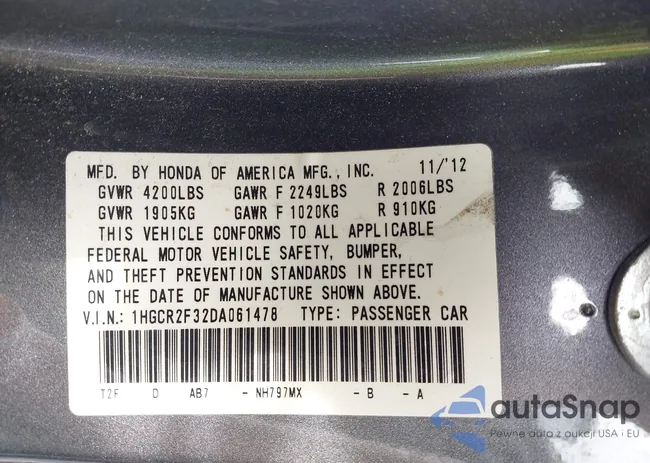 MFD. BY HONDA OF AMERICA MFG., INC. 11/'12
GVWR 4200LBS GAWR F 2249LBS R 2006LBS
GVWR 1905KG GAWR F 1020KG R 910KG
THIS VEHICLE CONFORMS TO ALL APPLICABLE
FEDERAL MOTOR VEHICLE SAFETY, BUMPER,
AND THEFT PREVENTION STANDARDS IN EFFECT
ON THE DATE OF MANUFACTURE SHOWN ABOVE.
V.I.N.: 1HGCR2F32DA061478 TYPE: PASSENGER CAR
T2F D AB7 - NH797MX - B - A
autaSnap
Pewne auta z aukcji USA i EU